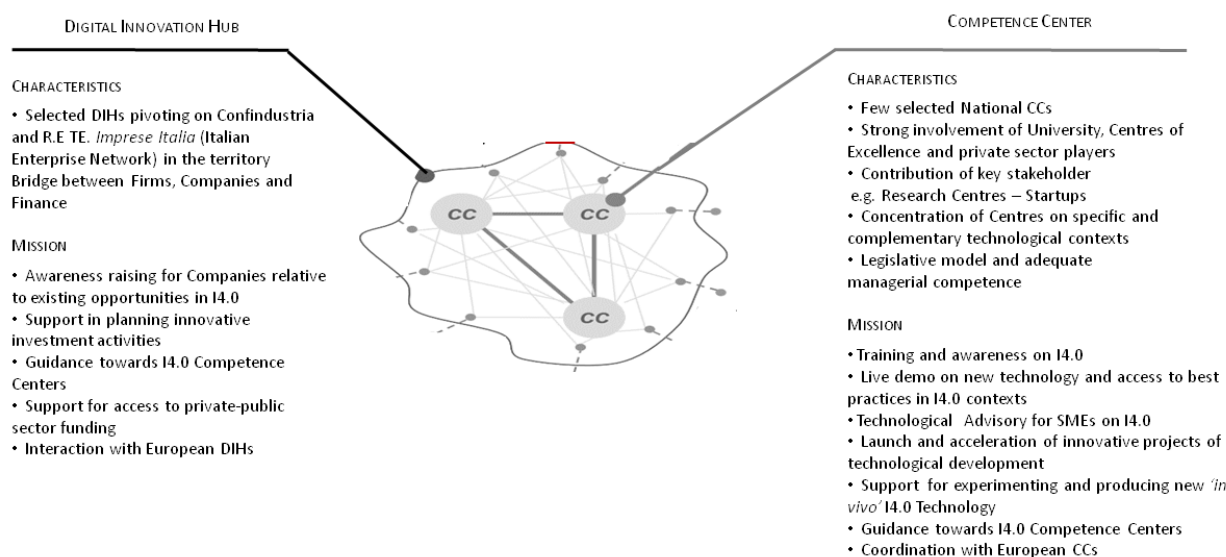 DIGITAL INNOVATION HUB
CHARACTERISTICS
• Selected DIHs pivoting on Confindustria
and R.E TE. Imprese Italia (Italian
Enterprise Network) in the territory
Bridge between Firms, Companies and
Finance
MISSION
• Awareness raising for Companies relative
to existing opportunities in I4.0
• Support in planning innovative
investment activities
• Guidance towards I4.0 Competence
Centers
• Support for access to private-public
sector funding
• Interaction with European DIHs
CC
CC
CC
COMPETENCE CENTER
CHARACTERISTICS
• Few selected National CCs
• Strong involvement of University, Centres of
Excellence and private sector players
• Contribution of key stakeholder
e.g. Research Centres – Startups
• Concentration of Centres on specific and
complementary technological contexts
• Legislative model and adequate
managerial competence
MISSION
•Training and awareness on I4.0
• Live demo on new technology and access to best
practices in I4.0 contexts
•Technological Advisory for SMEs on I4.0
• Launch and acceleration of innovative projects of
technological development
• Support for experimenting and producing new 'in
vivo' I4.0 Technology
• Guidance towards I4.0 Competence Centers
• Coordination with European CCs